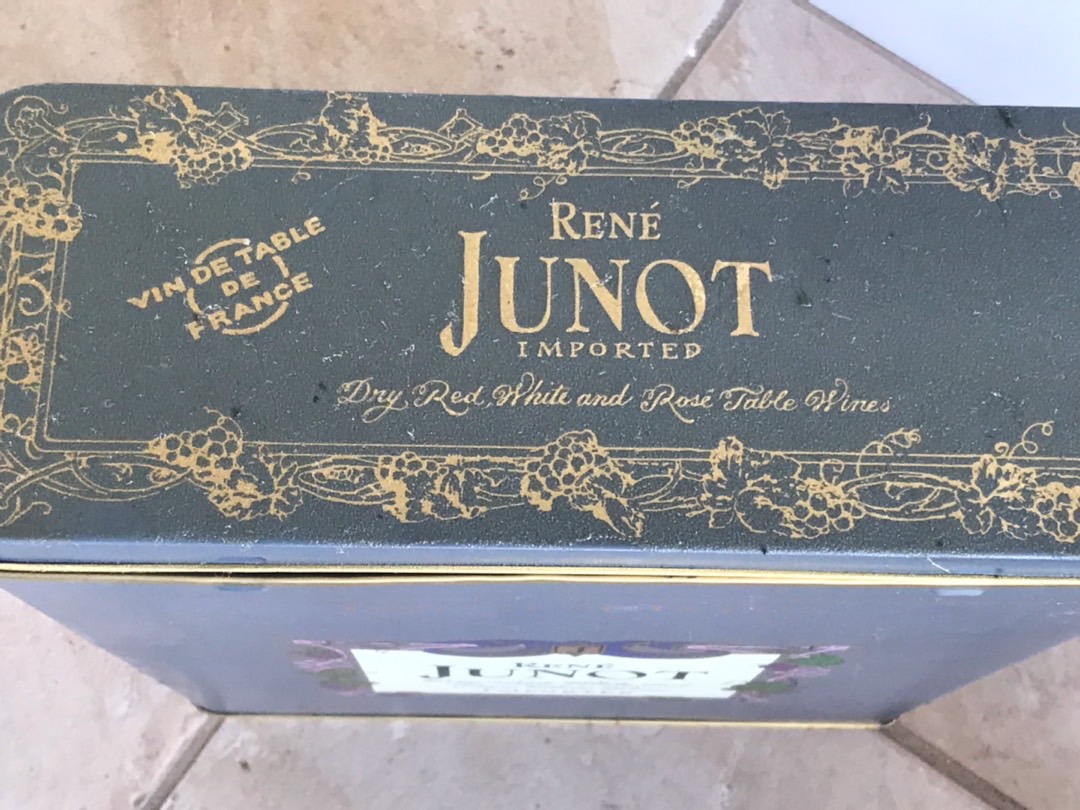 VIN DE TABLE
DE
FRANCE
RENÉ
JUNOT
IMPORTED
Dry Red, White and Rosé Table Wines
RENÉ
JUNOT